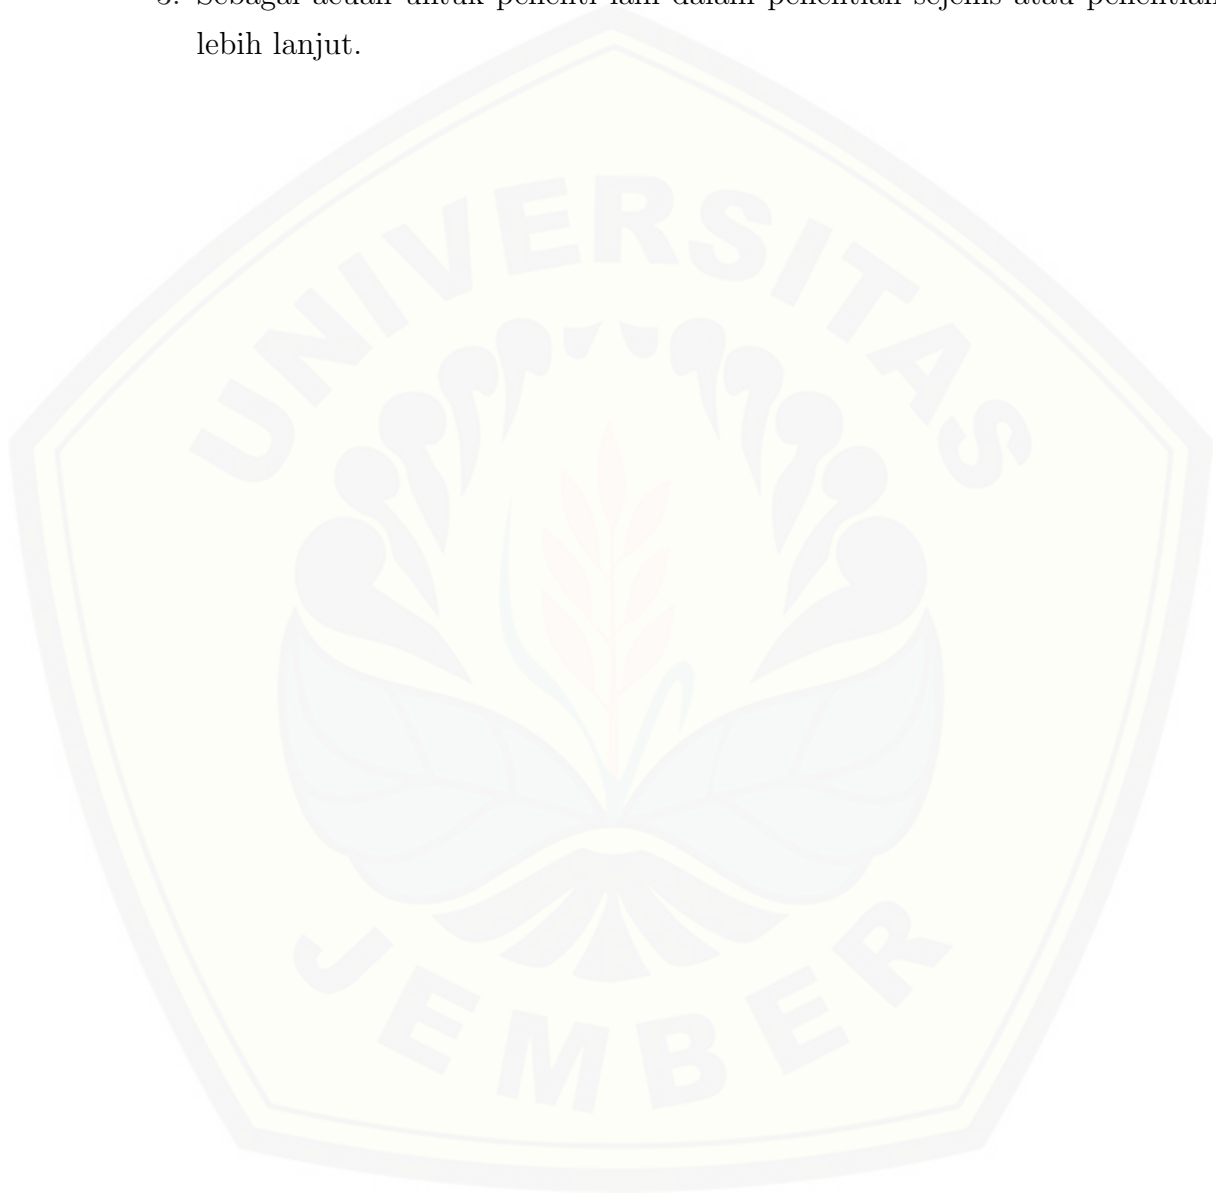 3. Sebagai acuan untuk peneliti lain dalam penelitian sejenis atau penelitian
lebih lanjut.
UNIVERSITAS
JEMBER